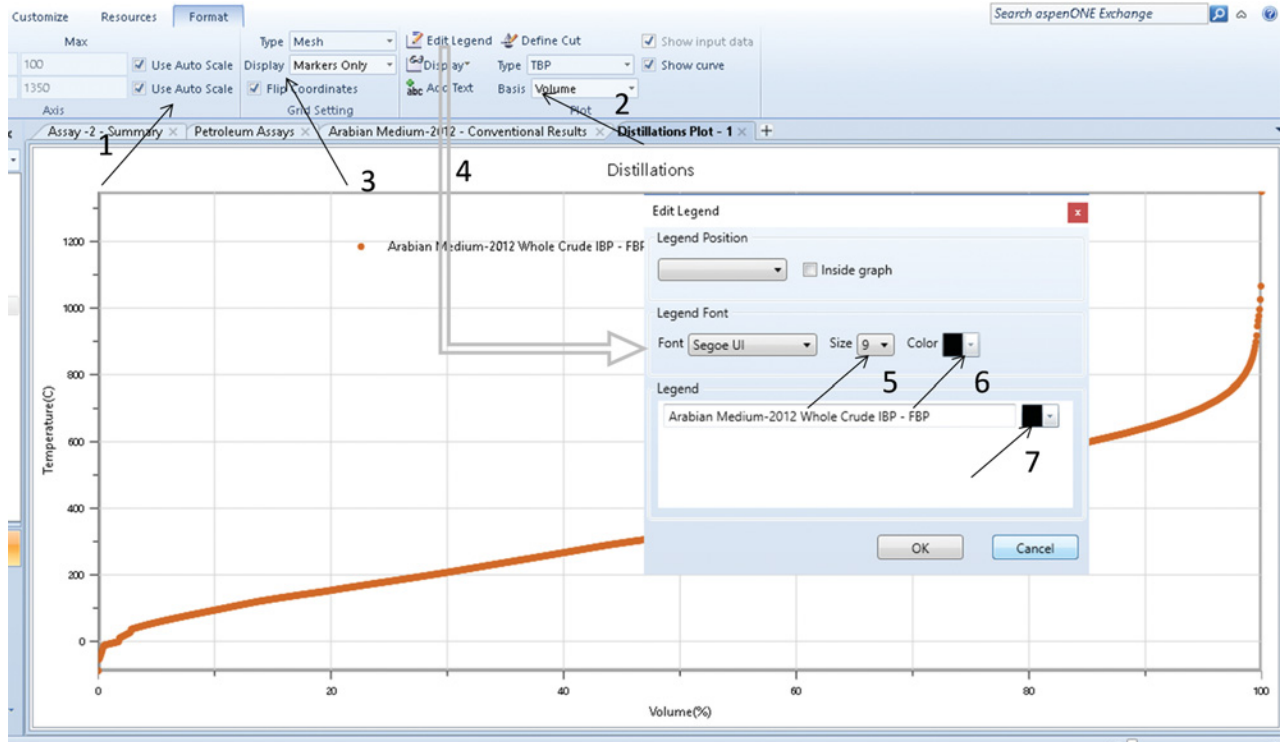 Customize Resources Format Search aspenONE Exchange
Max Type Mesh Edit Legend Define Cut Show input data
100 Use Auto Scale Display Markers Only Display Type TBP Show curve
1350 Use Auto Scale Flip Coordinates abc Add Text Basis Volume 2
Axis Grid Setting Plot
Assay -2 - Summary × Petroleum Assays × Arabian Medium-2012 - Conventional Results × Distillations Plot - 1 × +
1 3 4
Distillations
Edit Legend x
Legend Position
Inside graph
Arabian Medium-2012 Whole Crude IBP - FBP
Legend Font
Font Segoe UI Size 9 Color
5 6
Legend
Arabian Medium-2012 Whole Crude IBP - FBP
7
OK Cancel
Temperature(C)
1200
1000
800
600
400
200
0
0 20 40 60 80 100
Volume(%)